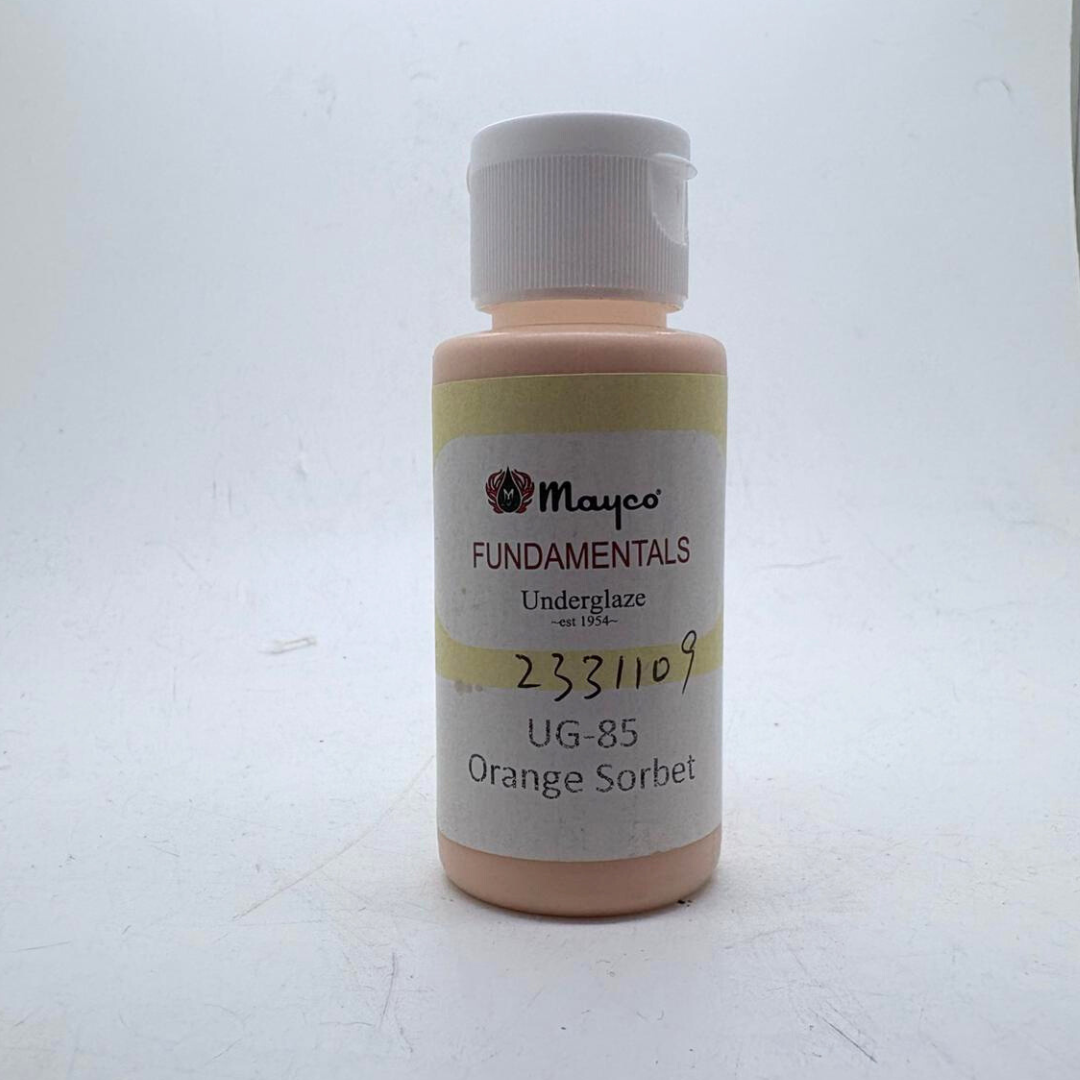 M Mayco®
FUNDAMENTALS
Underglaze
~est 1954~
2331109
UG-85
Orange Sorbet